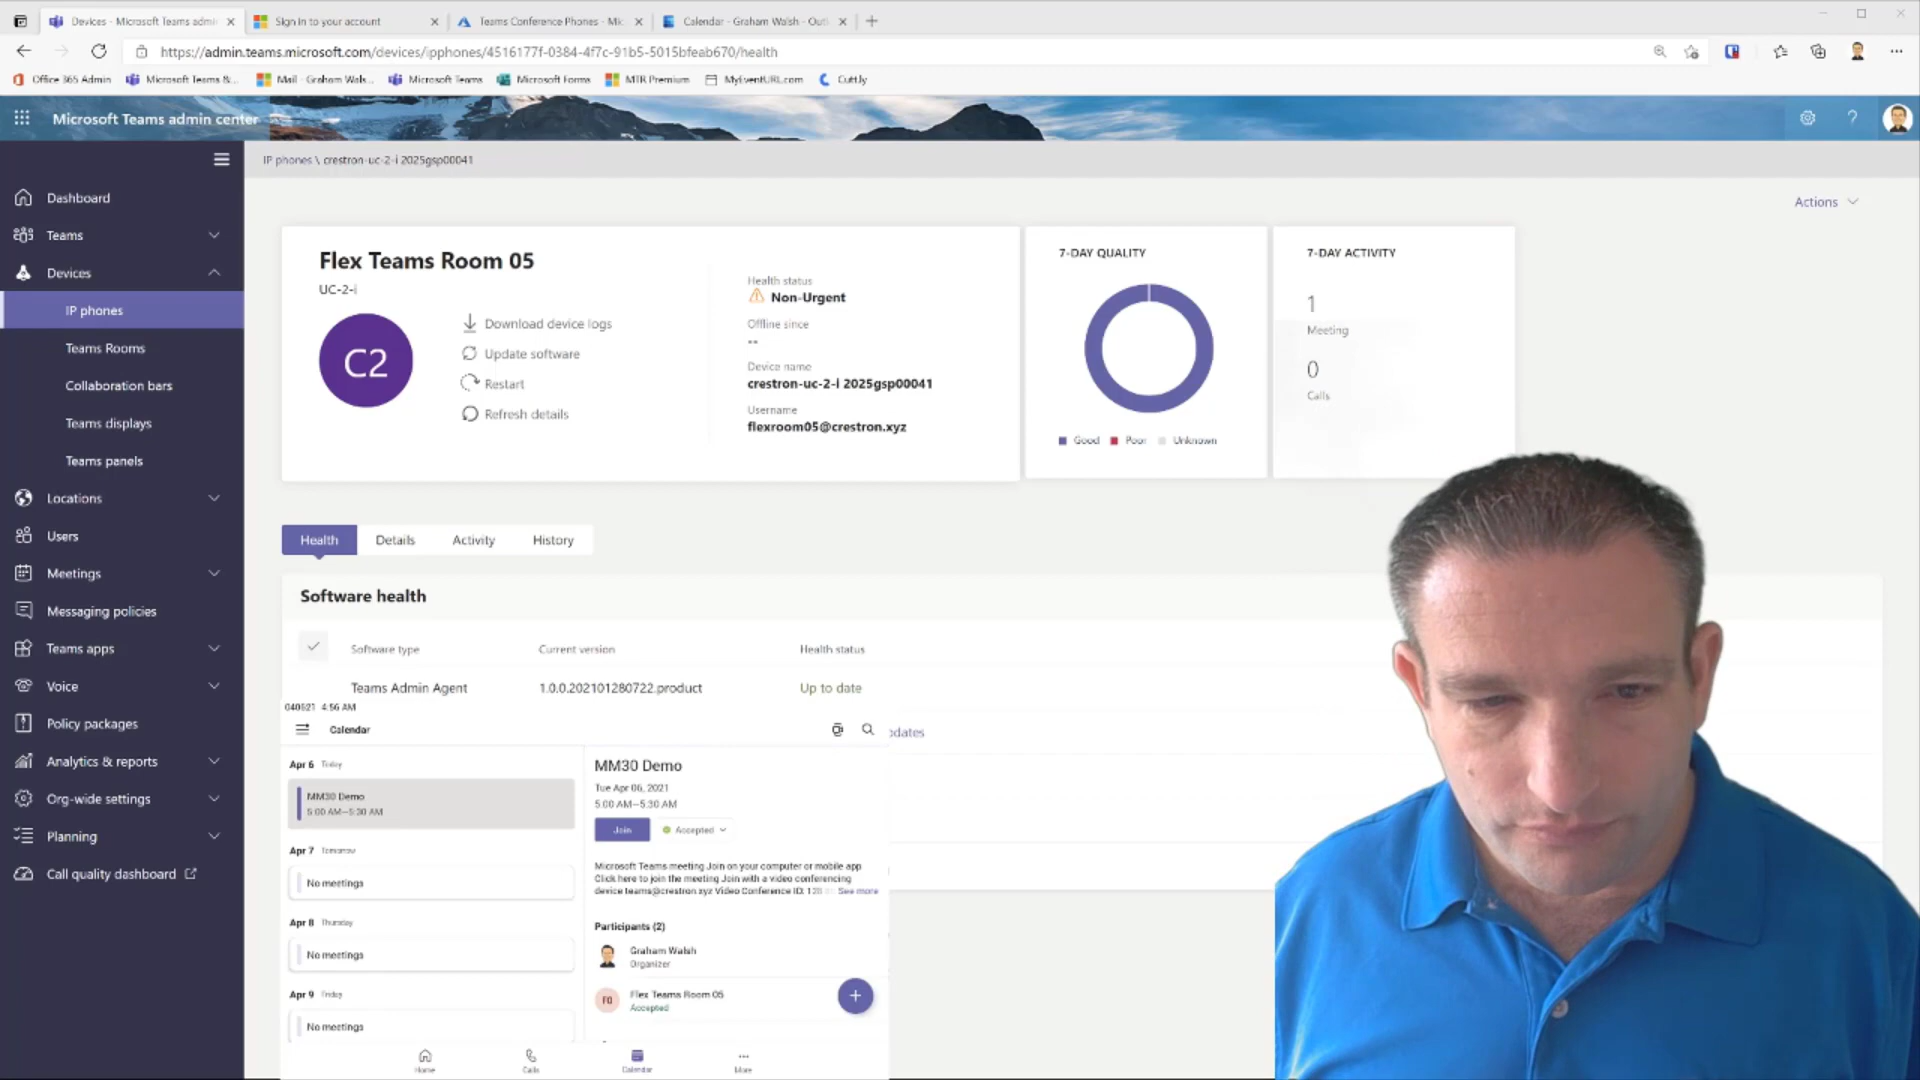 Devices - Microsoft Teams admin
Sign in to your account
Teams Conference Phones - Mic
Calendar - Graham Walsh - Outl
https://admin.teams.microsoft.com/devices/ipphones/4516177f-0384-4f7c-91b5-5015bfeab670/health
Office 365 Admin
Microsoft Teams &...
Mail - Graham Wals...
Microsoft Teams
Microsoft Forms
MTR Premium
MyEventURL.com
Cutt.ly
Microsoft Teams admin center
?
IP phones \ crestron-uc-2-i 2025gsp00041
Dashboard
Teams
Devices
IP phones
Teams Rooms
Collaboration bars
Teams displays
Teams panels
Locations
Users
Meetings
Messaging policies
Teams apps
Voice
Policy packages
Analytics & reports
Org-wide settings
Planning
Call quality dashboard
Actions
Flex Teams Room 05
UC-2-i
C2
Download device logs
Update software
Restart
Refresh details
Health status
Non-Urgent
Offline since
--
Device name
crestron-uc-2-i 2025gsp00041
Username
flexroom05@crestron.xyz
7-DAY QUALITY
Good Poor Unknown
7-DAY ACTIVITY
1
Meeting
0
Calls
Health Details Activity History
Software health
Software type Current version Health status
Teams Admin Agent 1.0.0.202101280722.product Up to date
pdates
040621 4:56 AM
Calendar
Apr 6 Today
MM30 Demo
5:00 AM–5:30 AM
Apr 7 Tomorrow
No meetings
Apr 8 Thursday
No meetings
Apr 9 Friday
No meetings
MM30 Demo
Tue Apr 06, 2021
5:00 AM–5:30 AM
Join Accepted
Microsoft Teams meeting Join on your computer or mobile app
Click here to join the meeting Join with a video conferencing
device teams@crestron.xyz Video Conference ID: See more
Participants (2)
Graham Walsh
Organizer
FO
Flex Teams Room 05
Accepted
Home Calls Calendar More